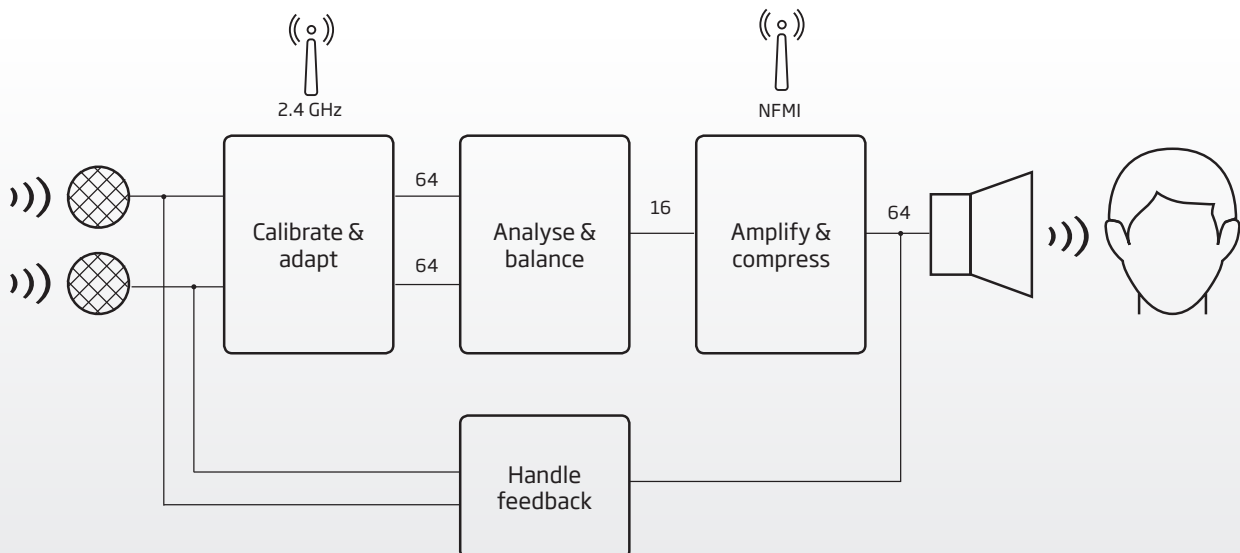 2.4 GHz
NFMI
64
64
16
64
Calibrate &
adapt
Analyse &
balance
Amplify &
compress
Handle
feedback